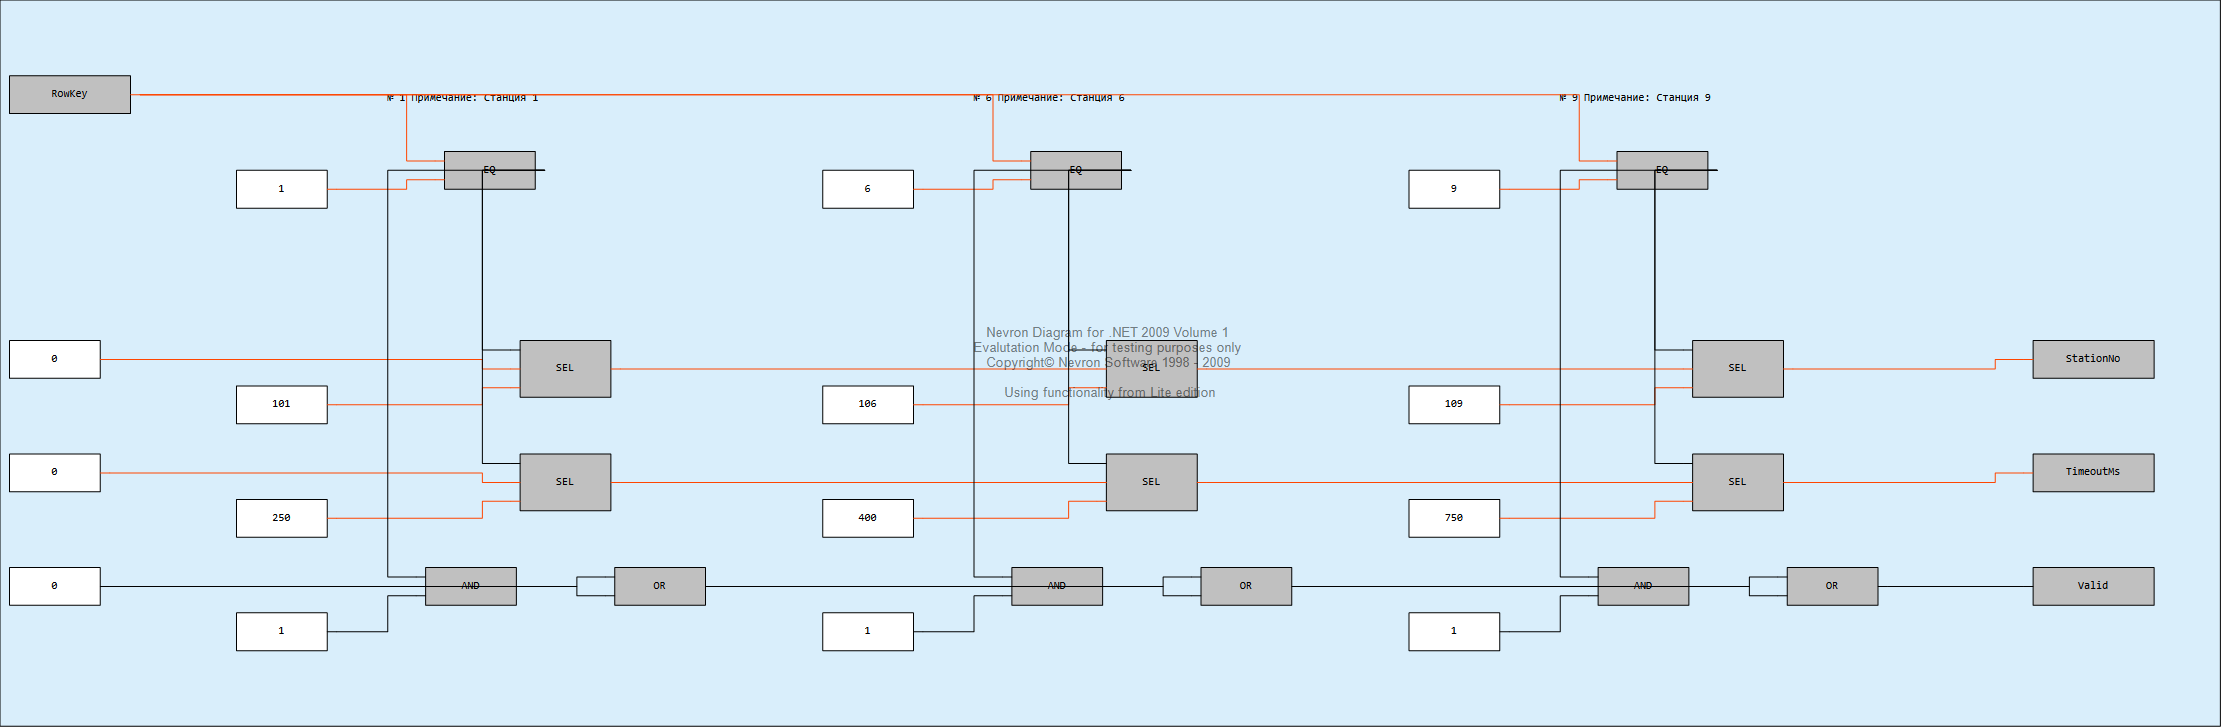 RowKey
№ 1 Примечание: Станция 1
№ 6 Примечание: Станция 6
№ 9 Примечание: Станция 9
EQ
EQ
EQ
1
6
9
Nevron Diagram for .NET 2009 Volume 1
Evalutation Mode - for testing purposes only
Copyright© Nevron Software 1998 - 2009
Using functionality from Lite edition
0
SEL
SEL
SEL
StationNo
101
106
109
0
SEL
SEL
SEL
TimeoutMs
250
400
750
0
AND
OR
AND
OR
AND
OR
Valid
1
1
1